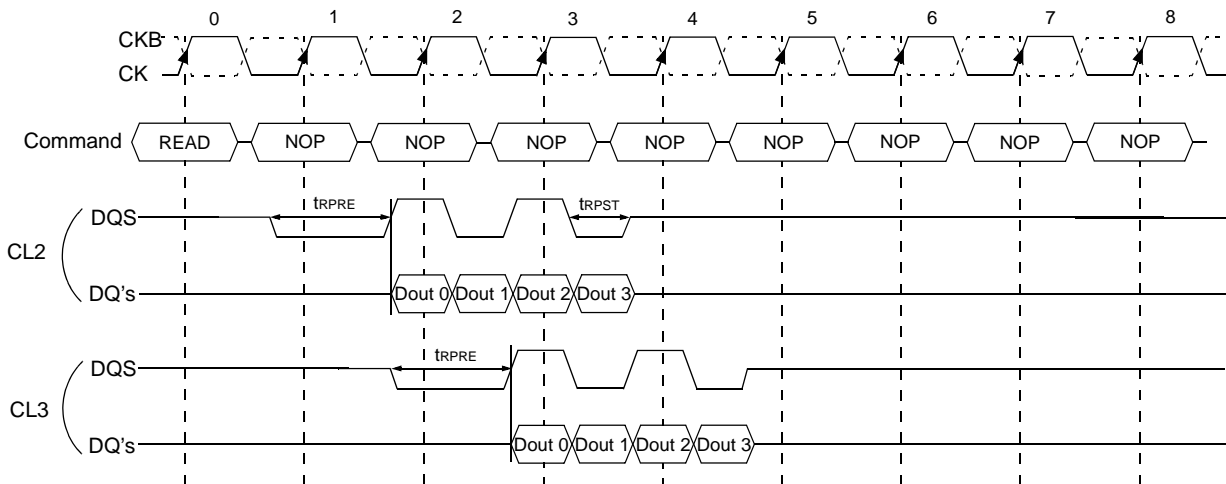 0 1 2 3 4 5 6 7 8
CKB
CK
Command READ NOP NOP NOP NOP NOP NOP NOP NOP
CL2
DQS tRPRE tRPST
DQ's Dout 0 Dout 1 Dout 2 Dout 3
CL3
DQS tRPRE
DQ's Dout 0 Dout 1 Dout 2 Dout 3